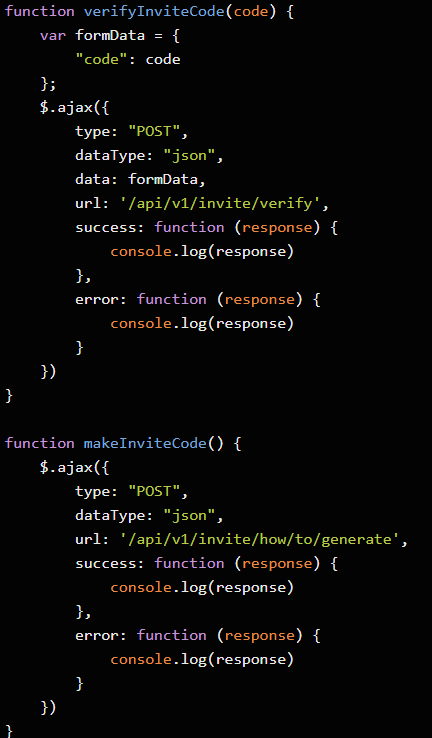 function verifyInviteCode(code) {
    var formData = {
        "code": code
    };
    $.ajax({
        type: "POST",
        dataType: "json",
        data: formData,
        url: '/api/v1/invite/verify',
        success: function (response) {
            console.log(response)
        },
        error: function (response) {
            console.log(response)
        }
    })
}

function makeInviteCode() {
    $.ajax({
        type: "POST",
        dataType: "json",
        url: '/api/v1/invite/how/to/generate',
        success: function (response) {
            console.log(response)
        },
        error: function (response) {
            console.log(response)
        }
    })
}